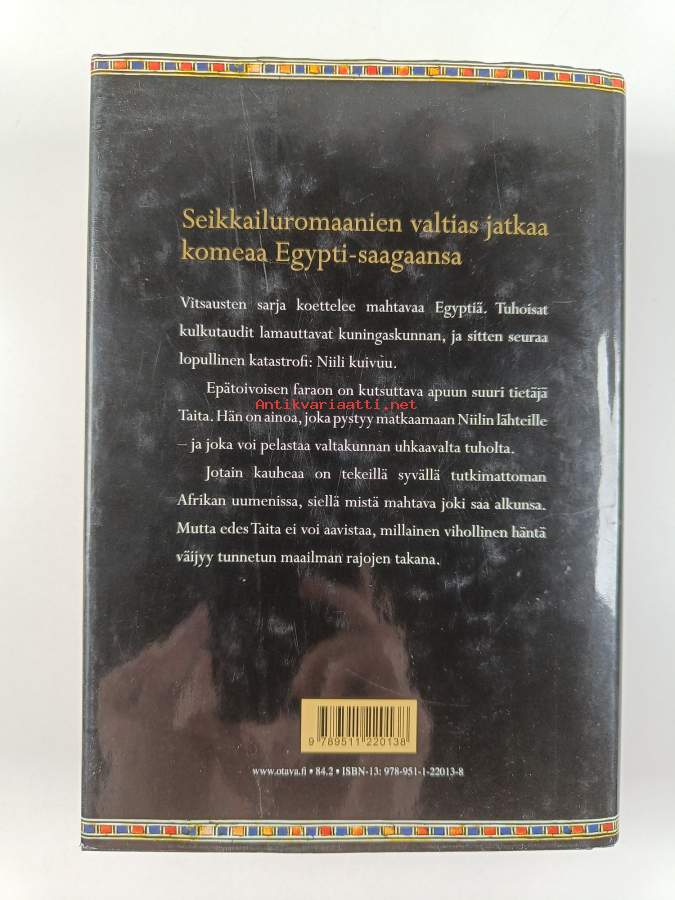 Seikkailuromaanien valtias jatkaa
komeaa Egypti-saagaansa
Vitsausten sarja koettelee mahtavaa Egyptiä. Tuhoisat
kulkutaudit lamauttavat kuningaskunnan, ja sitten seuraa
lopullinen katastrofi: Niili kuivuu.
Epätoivoisen faraon on kutsuttava apuun suuri tietäjä
Antikvariaatti.net
Taita. Hän on ainoa, joka pystyy matkaamaan Niilin lähteille
– ja joka voi pelastaa valtakunnan uhkaavalta tuholta.
Jotain kauheaa on tekeillä syvällä tutkimattoman
Afrikan uumenissa, siellä mistä mahtava joki saa alkunsa.
Mutta edes Taita ei voi aavistaa, millainen vihollinen häntä
väijyy tunnetun maailman rajojen takana.
9 789511 220138
www.otava.fi • 84.2 • ISBN-13: 978-951-1-22013-8